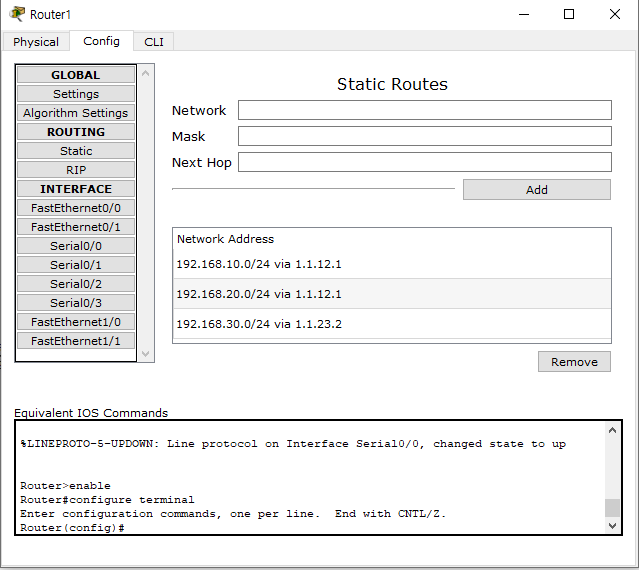 Router1
Physical Config CLI
GLOBAL
Settings
Algorithm Settings
ROUTING
Static
RIP
INTERFACE
FastEthernet0/0
FastEthernet0/1
Serial0/0
Serial0/1
Serial0/2
Serial0/3
FastEthernet1/0
FastEthernet1/1
Static Routes
Network
Mask
Next Hop
Add
Network Address
192.168.10.0/24 via 1.1.12.1
192.168.20.0/24 via 1.1.12.1
192.168.30.0/24 via 1.1.23.2
Remove
Equivalent IOS Commands
%LINEPROTO-5-UPDOWN: Line protocol on Interface Serial0/0, changed state to up
Router>enable
Router#configure terminal
Enter configuration commands, one per line.  End with CNTL/Z.
Router(config)#